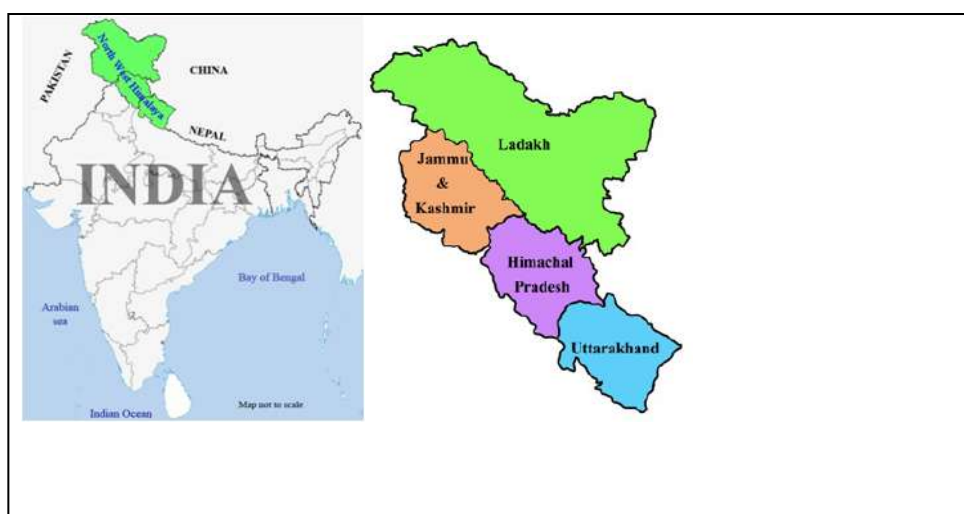 PAKISTAN
North West Himalaya
CHINA
NEPAL
INDIA
Bay of Bengal
Arabian
sea
Indian Ocean
Map not to scale
Ladakh
Jammu
&
Kashmir
Himachal
Pradesh
Uttarakhand